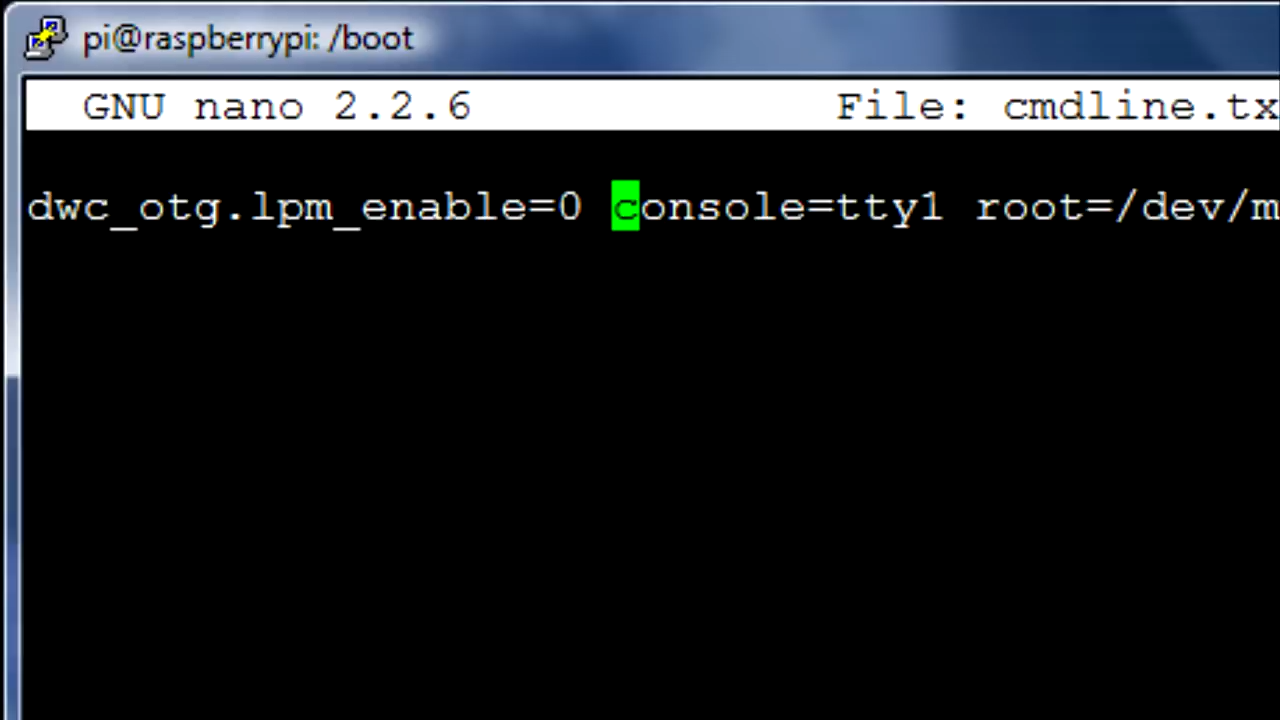 pi@raspberrypi: /boot
GNU nano 2.2.6 File: cmdline.tx
dwc_otg.lpm_enable=0 console=tty1 root=/dev/m